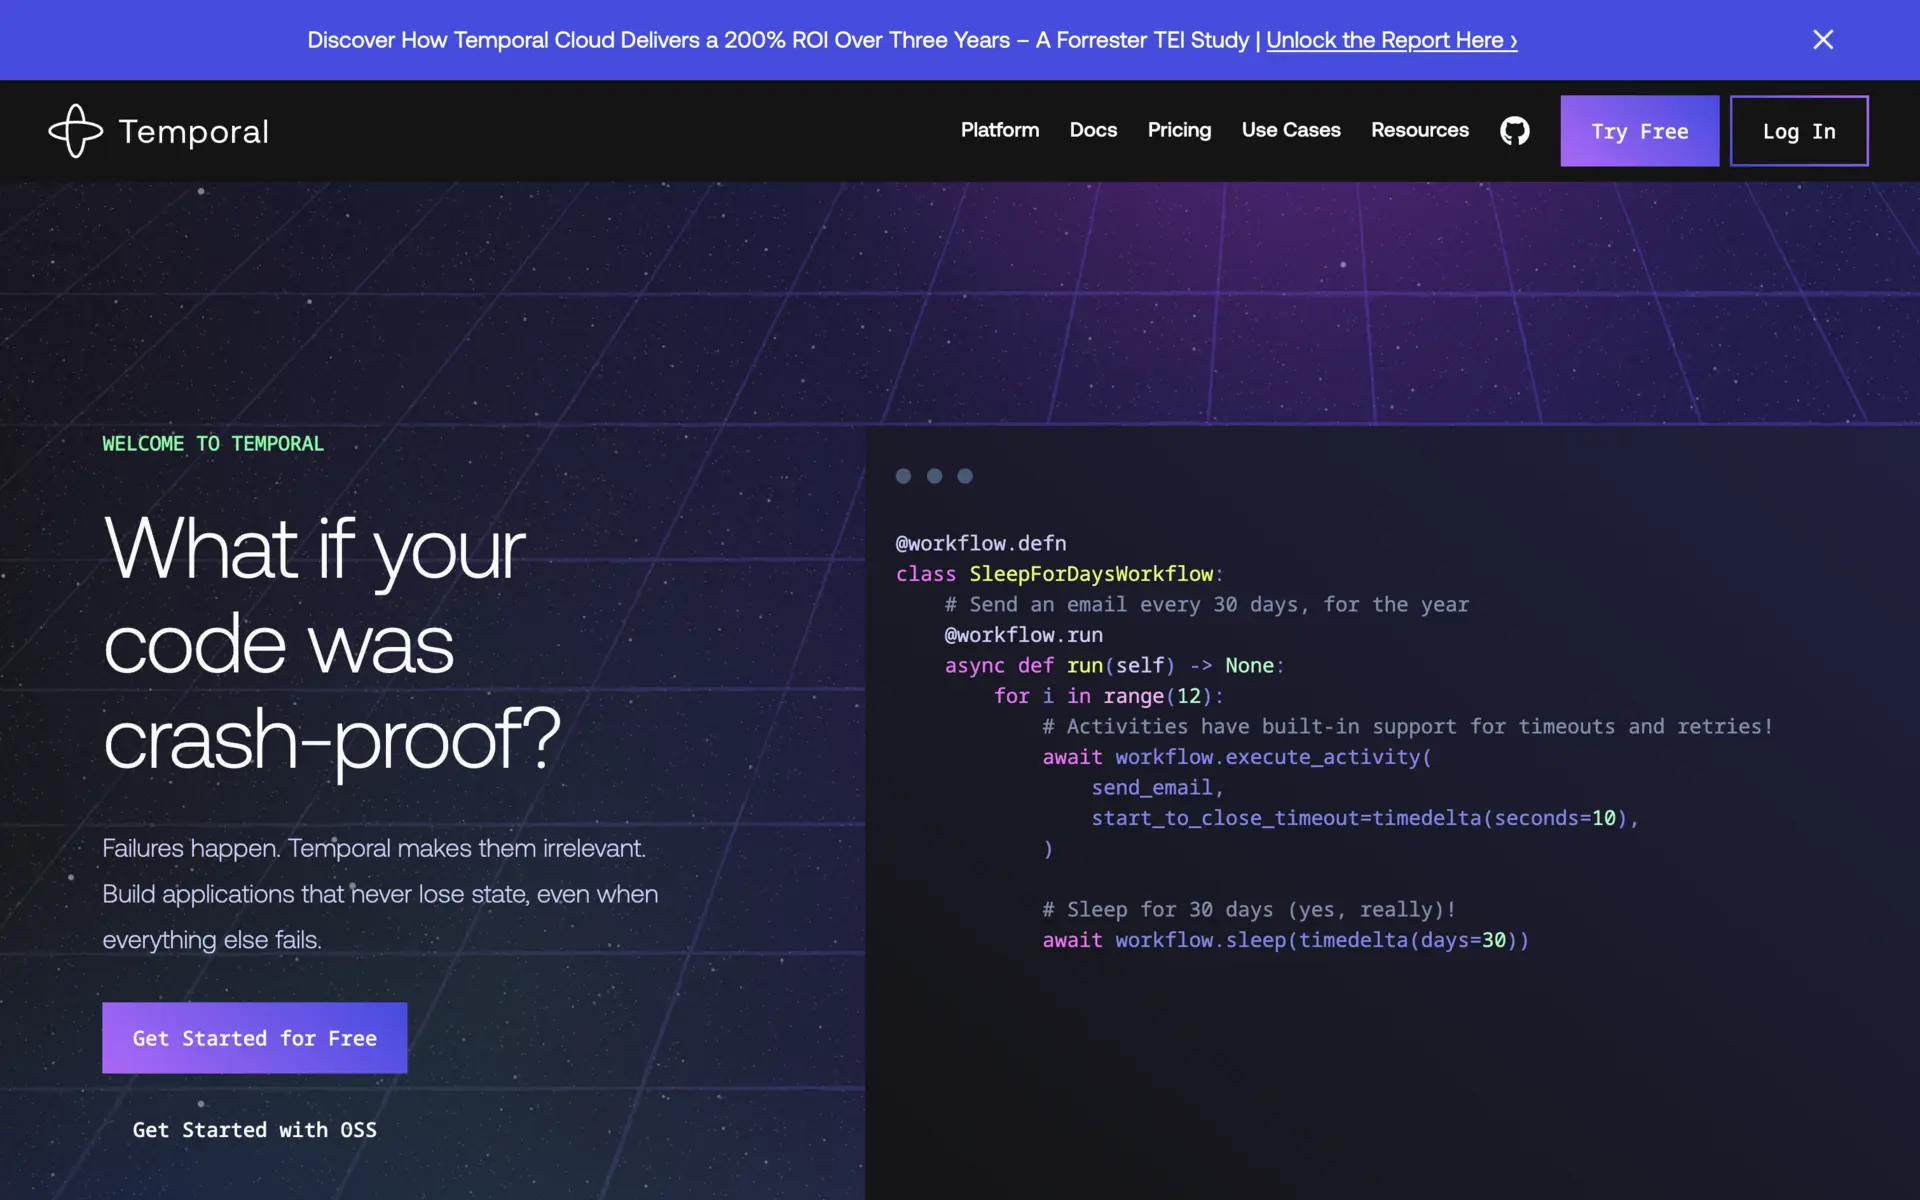 Discover How Temporal Cloud Delivers a 200% ROI Over Three Years – A Forrester TEI Study | Unlock the Report Here ›
Temporal
Platform
Docs
Pricing
Use Cases
Resources
Try Free
Log In
WELCOME TO TEMPORAL
What if your
code was
crash-proof?
Failures happen. Temporal makes them irrelevant.
Build applications that never lose state, even when
everything else fails.
Get Started for Free
Get Started with OSS
@workflow.defn
class SleepForDaysWorkflow:
    # Send an email every 30 days, for the year
    @workflow.run
    async def run(self) -> None:
        for i in range(12):
            # Activities have built-in support for timeouts and retries!
            await workflow.execute_activity(
                send_email,
                start_to_close_timeout=timedelta(seconds=10),
            )
            # Sleep for 30 days (yes, really)!
            await workflow.sleep(timedelta(days=30))